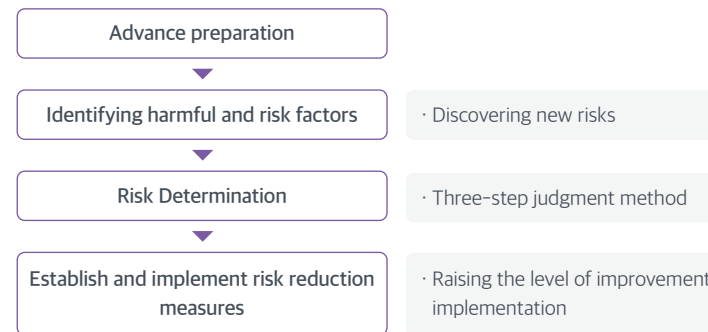 Advance preparation
Identifying harmful and risk factors
· Discovering new risks
Risk Determination
· Three-step judgment method
Establish and implement risk reduction
measures
· Raising the level of improvement
implementation